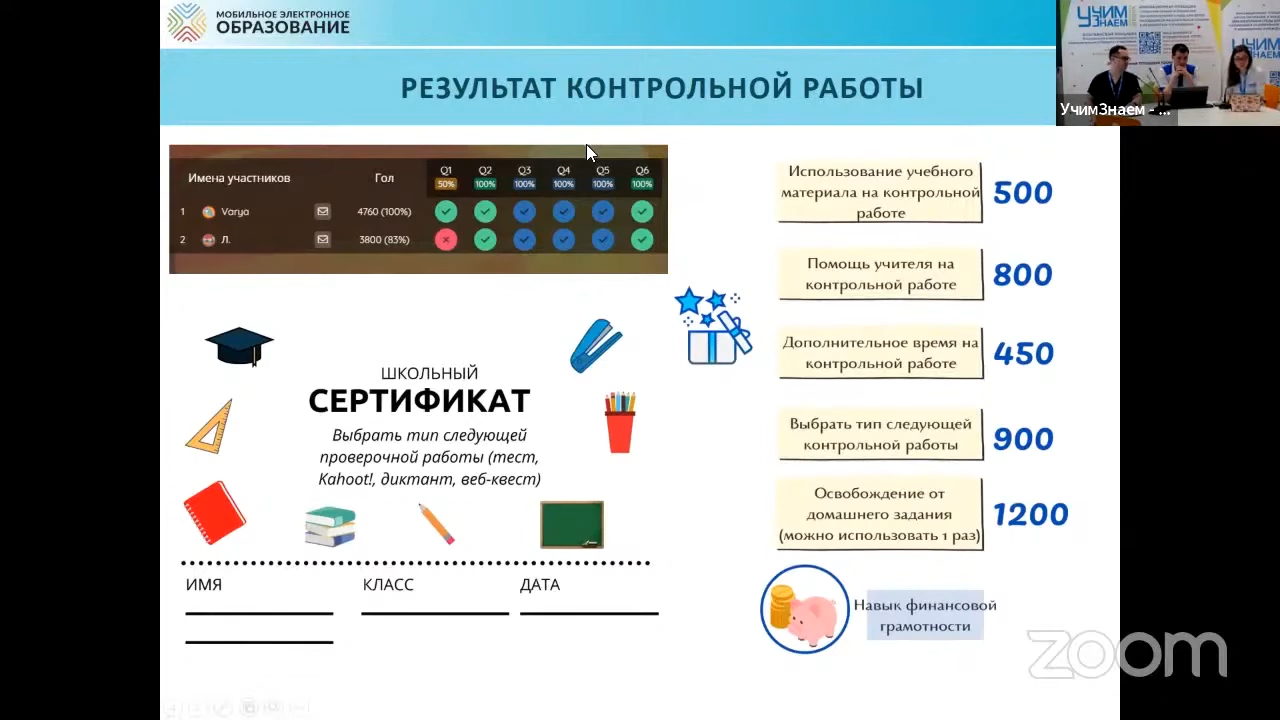 МОБИЛЬНОЕ ЭЛЕКТРОННОЕ
ОБРАЗОВАНИЕ
РЕЗУЛЬТАТ КОНТРОЛЬНОЙ РАБОТЫ
УЧИМ
ЗНАЕМ
УЧИМ
УчимЗнаем - ...
Имена участников
Гол
Q1
Q2
Q3
Q4
Q5
Q6
50%
100%
100%
100%
100%
100%
1 Varya 4760 (100%)
2 Л. 3800 (83%)
ШКОЛЬНЫЙ
СЕРТИФИКАТ
Выбрать тип следующей
проверочной работы (тест,
Kahoot!, диктант, веб-квест)
ИМЯ
КЛАСС
ДАТА
Использование учебного
материала на контрольной
работе
500
Помощь учителя на
контрольной работе
800
Дополнительное время на
контрольной работе
450
Выбрать тип следующей
контрольной работы
900
Освобождение от
домашнего задания
(можно использовать 1 раз)
1200
Навык финансовой
грамотности
zoom